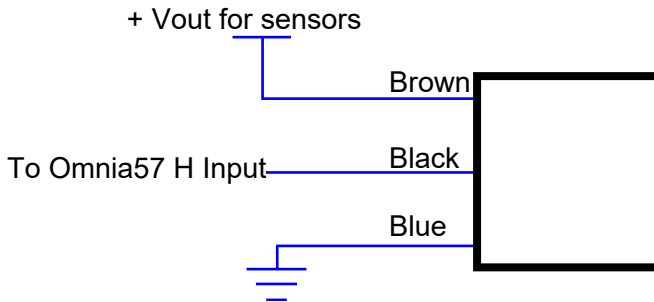 + Vout for sensors
Brown
To Omnia57 H Input
Black
Blue